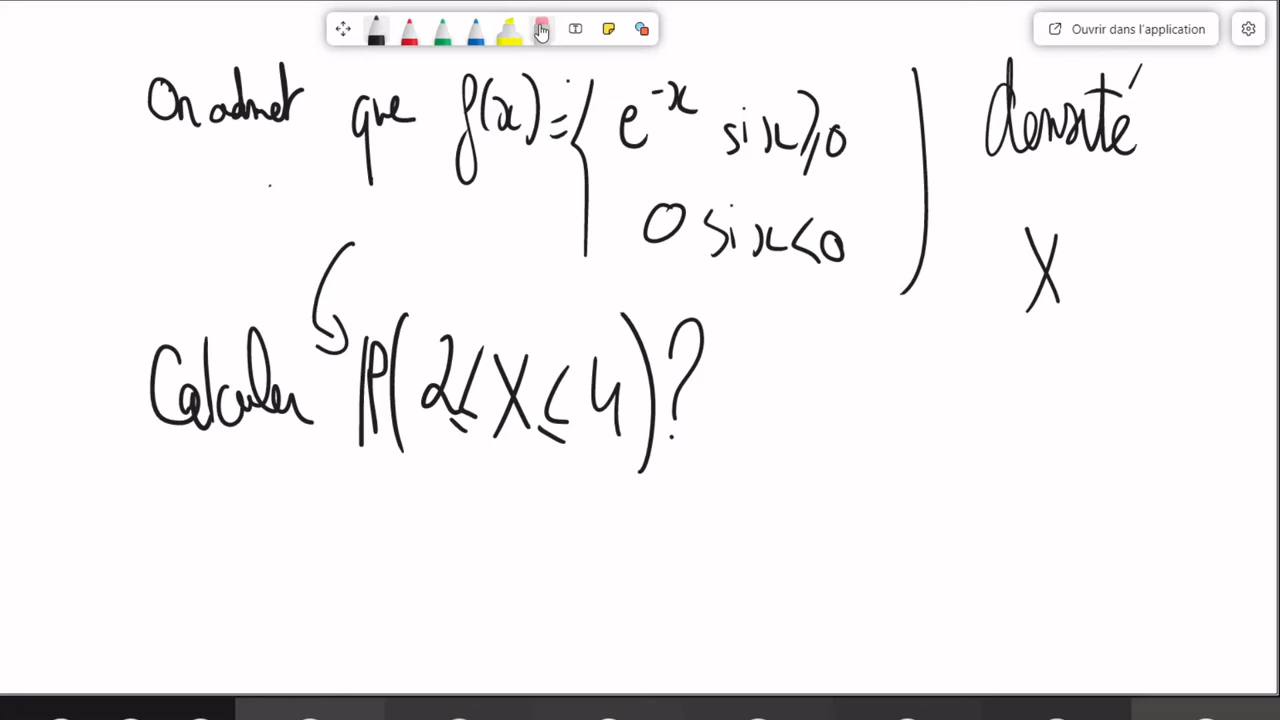 Ouvrir dans l'application
On admet que f(x) = { e^-x si x ⩾ 0 ) densité
0 si x < 0 X
Calculer P(2 ≤ X ≤ 4) ?